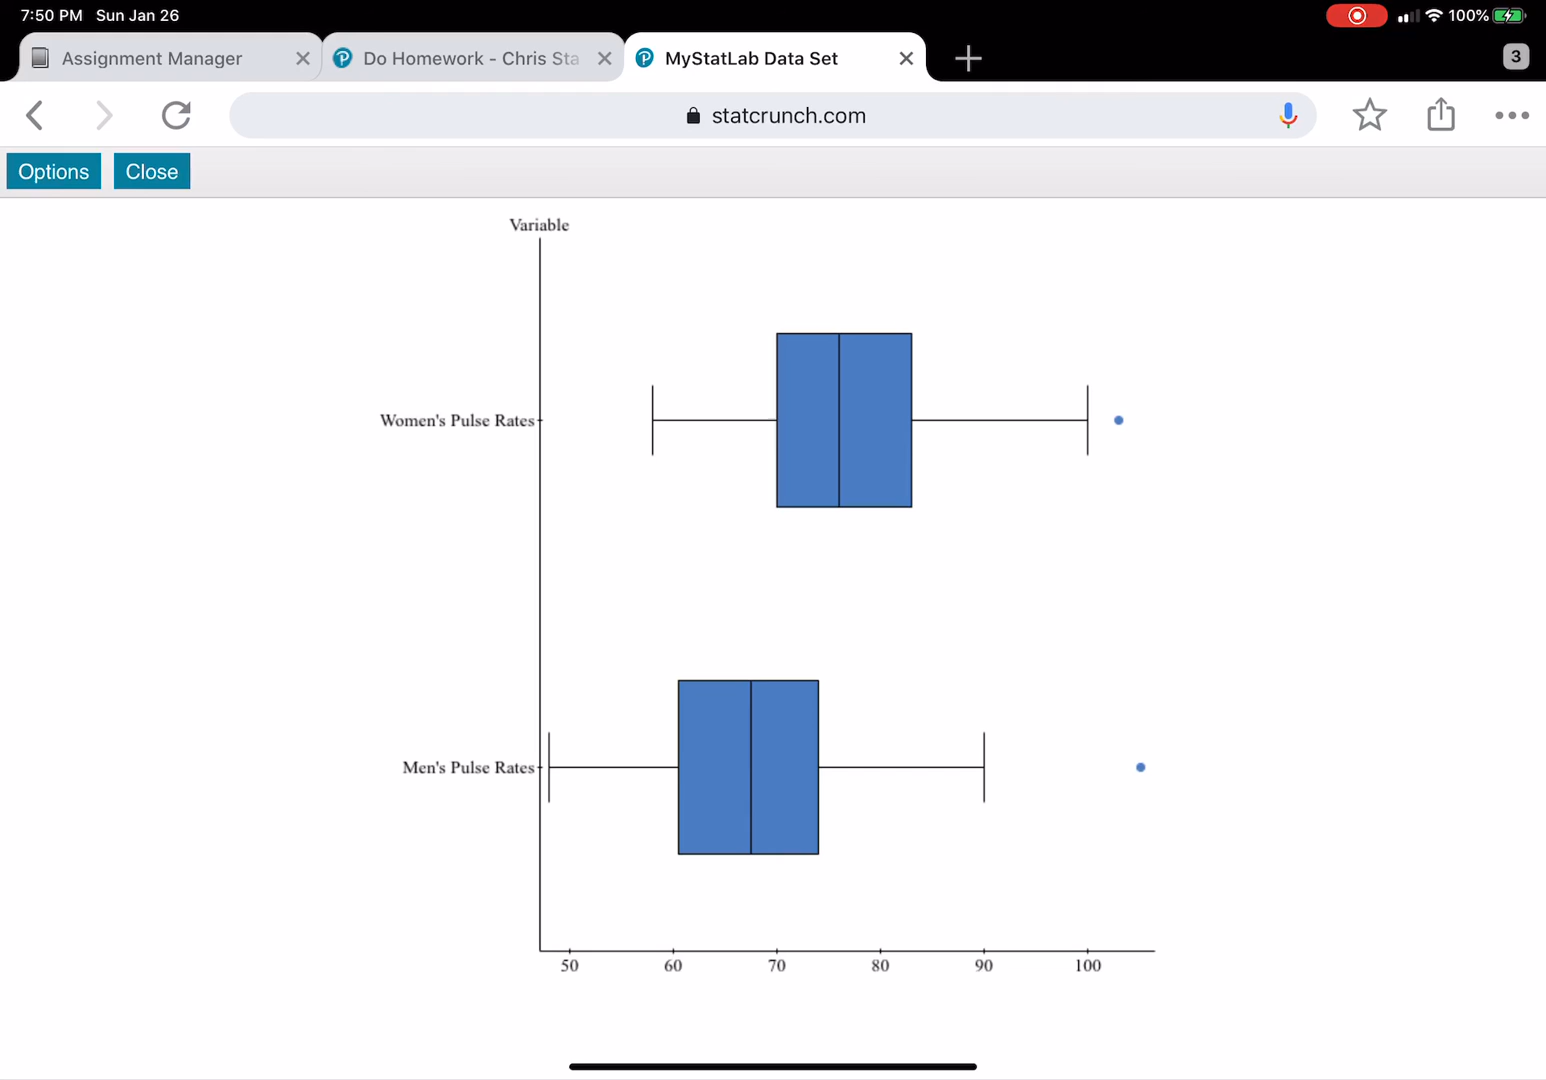 7:50 PM Sun Jan 26
100%
Assignment Manager
Do Homework - Chris Sta
MyStatLab Data Set
3
statcrunch.com
Options
Close
Variable
Women's Pulse Rates
Men's Pulse Rates
50 60 70 80 90 100